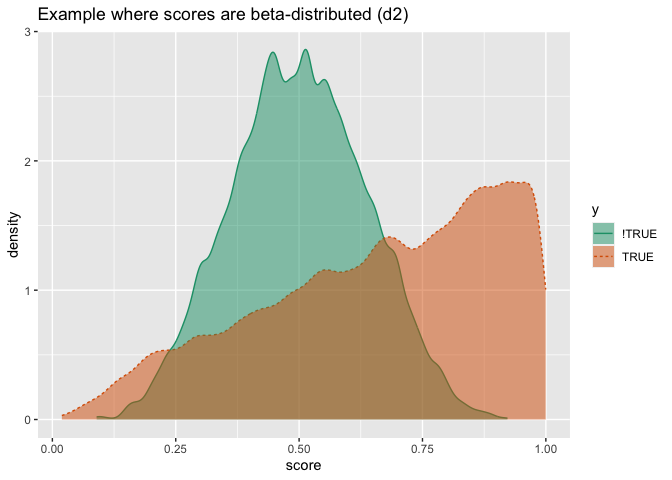 Example where scores are beta-distributed (d2)
3
2
1
0
density
0.00 0.25 0.50 0.75 1.00
score
y
!TRUE
TRUE